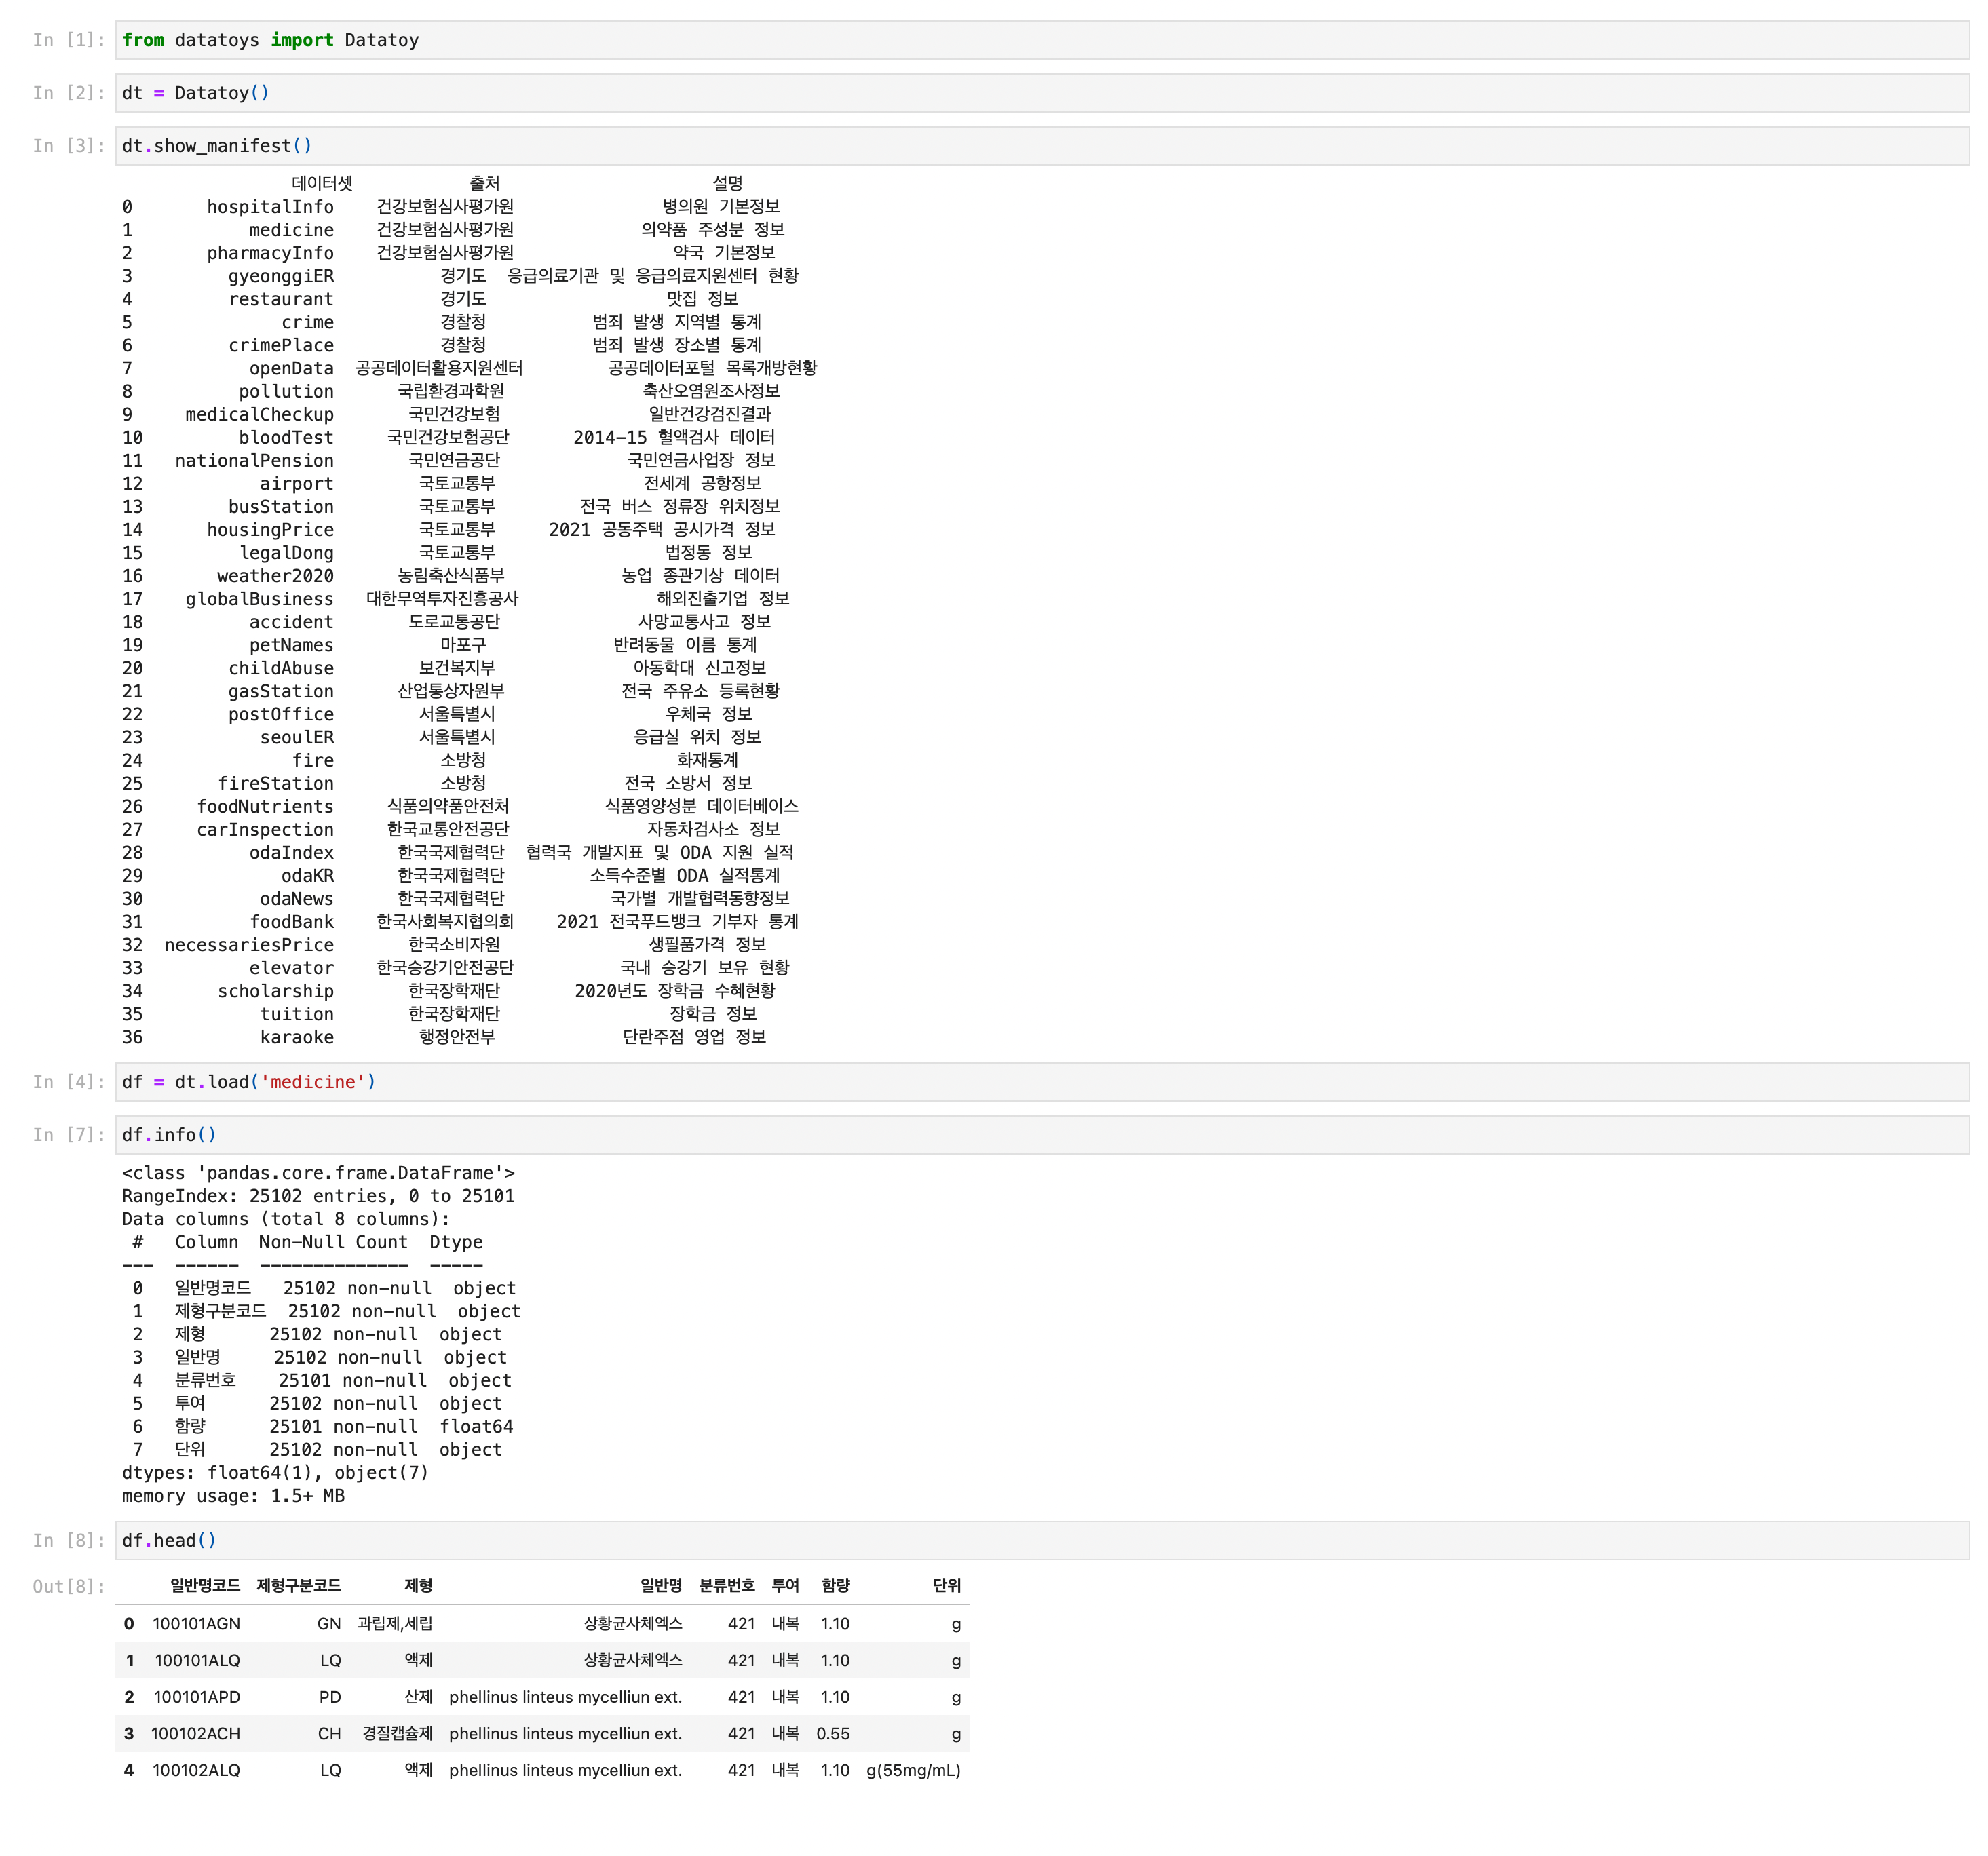 In [1]: from datatoys import Datatoy
In [2]: dt = Datatoy()
In [3]: dt.show_manifest()
데이터셋 출처 설명
0 hospitalInfo 건강보험심사평가원 병의원 기본정보
1 medicine 건강보험심사평가원 의약품 주성분 정보
2 pharmacyInfo 건강보험심사평가원 약국 기본정보
3 gyeonggiER 경기도 응급의료기관 및 응급의료지원센터 현황
4 restaurant 경기도 맛집 정보
5 crime 경찰청 범죄 발생 지역별 통계
6 crimePlace 경찰청 범죄 발생 장소별 통계
7 openData 공공데이터활용지원센터 공공데이터포털 목록개방현황
8 pollution 국립환경과학원 축산오염원조사정보
9 medicalCheckup 국민건강보험 일반건강검진결과
10 bloodTest 국민건강보험공단 2014-15 혈액검사 데이터
11 nationalPension 국민연금공단 국민연금사업장 정보
12 airport 국토교통부 전세계 공항정보
13 busStation 국토교통부 전국 버스 정류장 위치정보
14 housingPrice 국토교통부 2021 공동주택 공시가격 정보
15 legalDong 국토교통부 법정동 정보
16 weather2020 농림축산식품부 농업 종관기상 데이터
17 globalBusiness 대한무역투자진흥공사 해외진출기업 정보
18 accident 도로교통공단 사망교통사고 정보
19 petNames 마포구 반려동물 이름 통계
20 childAbuse 보건복지부 아동학대 신고정보
21 gasStation 산업통상자원부 전국 주유소 등록현황
22 postOffice 서울특별시 우체국 정보
23 seoulER 서울특별시 응급실 위치 정보
24 fire 소방청 화재통계
25 fireStation 소방청 전국 소방서 정보
26 foodNutrients 식품의약품안전처 식품영양성분 데이터베이스
27 carInspection 한국교통안전공단 자동차검사소 정보
28 odaIndex 한국국제협력단 협력국 개발지표 및 ODA 지원 실적
29 odaKR 한국국제협력단 소득수준별 ODA 실적통계
30 odaNews 한국국제협력단 국가별 개발협력동향정보
31 foodBank 한국사회복지협의회 2021 전국푸드뱅크 기부자 통계
32 necessariesPrice 한국소비자원 생필품가격 정보
33 elevator 한국승강기안전공단 국내 승강기 보유 현황
34 scholarship 한국장학재단 2020년도 장학금 수혜현황
35 tuition 한국장학재단 장학금 정보
36 karaoke 행정안전부 단란주점 영업 정보
In [4]: df = dt.load('medicine')
In [7]: df.info()
<class 'pandas.core.frame.DataFrame'>
RangeIndex: 25102 entries, 0 to 25101
Data columns (total 8 columns):
# Column Non-Null Count Dtype
--- ------ -------------- -----
0 일반명코드 25102 non-null object
1 제형구분코드 25102 non-null object
2 제형 25102 non-null object
3 일반명 25102 non-null object
4 분류번호 25101 non-null object
5 투여 25102 non-null object
6 함량 25101 non-null float64
7 단위 25102 non-null object
dtypes: float64(1), object(7)
memory usage: 1.5+ MB
In [8]: df.head()
Out[8]: 일반명코드 제형구분코드 제형 일반명 분류번호 투여 함량 단위
0 100101AGN GN 과립제,세립 상황균사체엑스 421 내복 1.10 g
1 100101ALQ LQ 액제 상황균사체엑스 421 내복 1.10 g
2 100101APD PD 산제 phellinus linteus mycelliun ext. 421 내복 1.10 g
3 100102ACH CH 경질캡슐제 phellinus linteus mycelliun ext. 421 내복 0.55 g
4 100102ALQ LQ 액제 phellinus linteus mycelliun ext. 421 내복 1.10 g(55mg/mL)